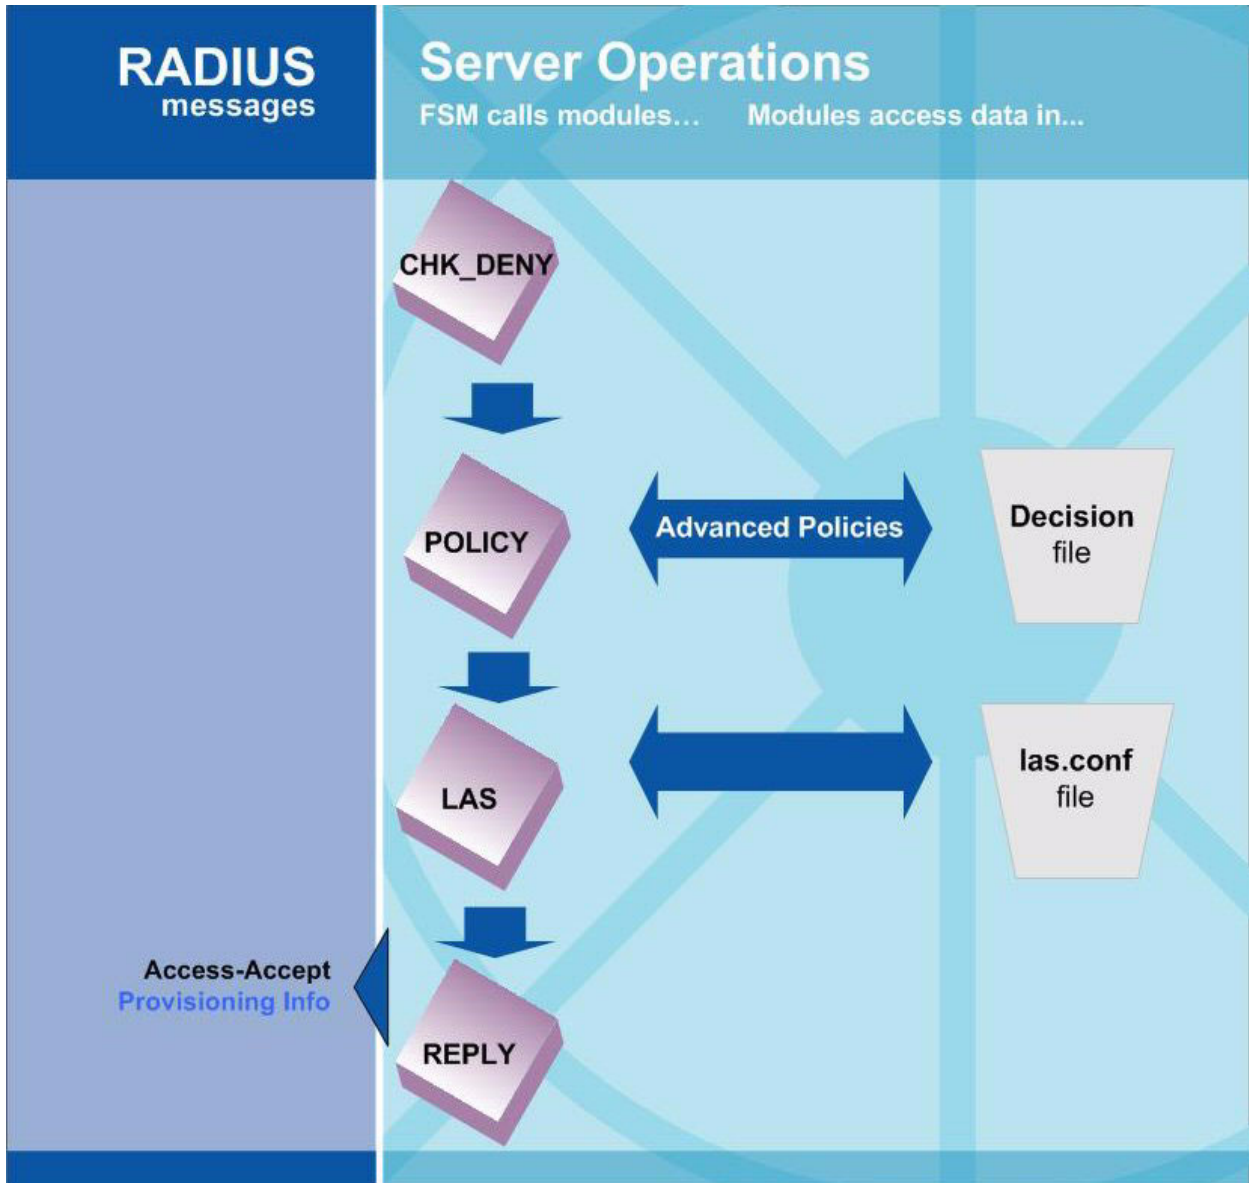 RADIUS
messages
Server Operations
FSM calls modules... Modules access data in...
CHK_DENY
POLICY
Advanced Policies
Decision
file
LAS
las.conf
file
Access-Accept
Provisioning Info
REPLY